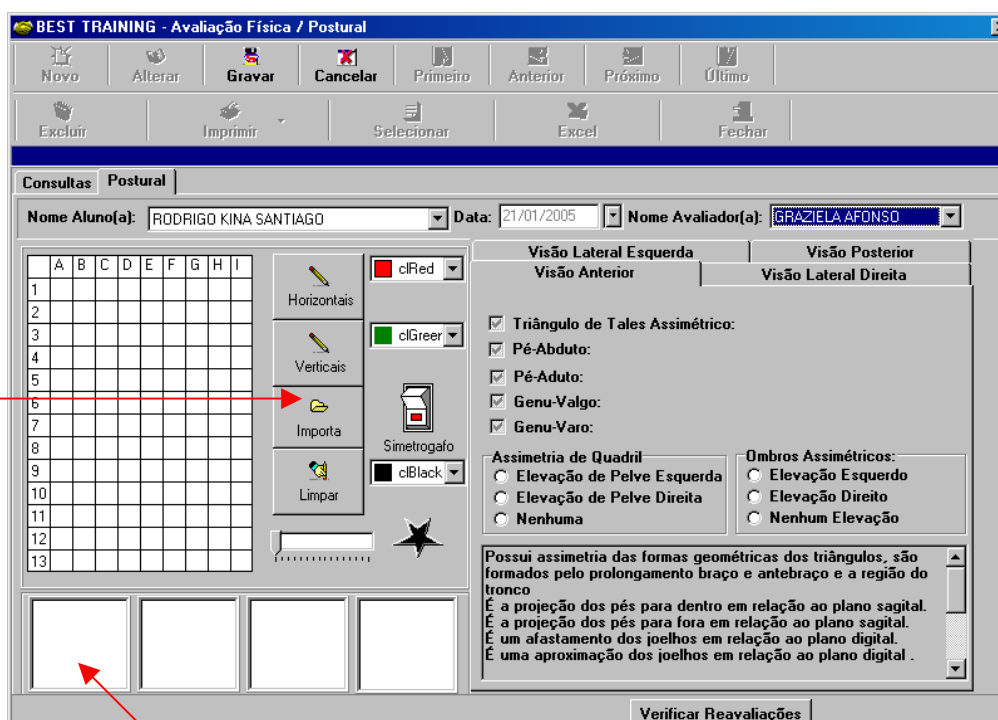 BEST TRAINING - Avaliação Física / Postural
Novo Alterar Gravar Cancelar Primeiro Anterior Próximo Último
Excluir Imprimir Selecionar Excel Fechar
Consultas Postural
Nome Aluno(a): RODRIGO KINA SANTIAGO Data: 21/01/2005 Nome Avaliador(a): GRAZIELA AFONSO
A B C D E F G H I
1
2
3
4
5
6
7
8
9
10
11
12
13
Horizontais
Verticais
Importa
Limpar
clRed
clGreer
Simetrogafo
clBlack
Visão Lateral Esquerda Visão Posterior
Visão Anterior Visão Lateral Direita
Triângulo de Tales Assimétrico:
Pé-Abduto:
Pé-Aduto:
Genu-Valgo:
Genu-Varo:
Assimetria de Quadril
Elevação de Pelve Esquerda
Elevação de Pelve Direita
Nenhuma
Ombros Assimétricos:
Elevação Esquerdo
Elevação Direito
Nenhum Elevação
Possui assimetria das formas geométricas dos triângulos, são
formados pelo prolongamento braço e antebraço e a região do
tronco
É a projeção dos pés para dentro em relação ao plano sagital.
É a projeção dos pés para fora em relação ao plano sagital.
É um afastamento dos joelhos em relação ao plano digital.
É uma aproximação dos joelhos em relação ao plano digital .
Verificar Reavaliações